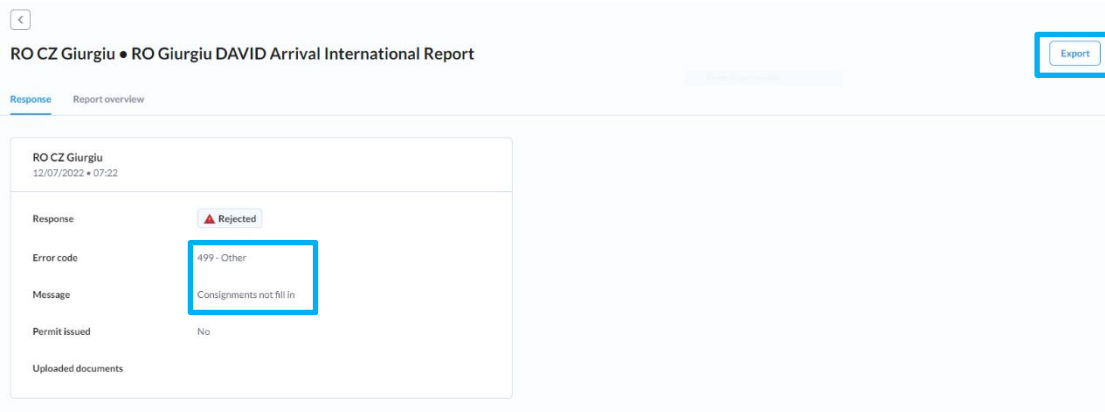 RO CZ Giurgiu • RO Giurgiu DAVID Arrival International Report
Export
Response Report overview
RO CZ Giurgiu
12/07/2022 • 07:22
Response Rejected
Error code 499 - Other
Message Consignments not fill in
Permit issued No
Uploaded documents